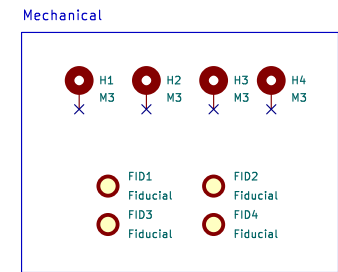 Mechanical
H1 H2 H3 H4
M3 M3 M3 M3
FID1 FID2
Fiducial Fiducial
FID3 FID4
Fiducial Fiducial